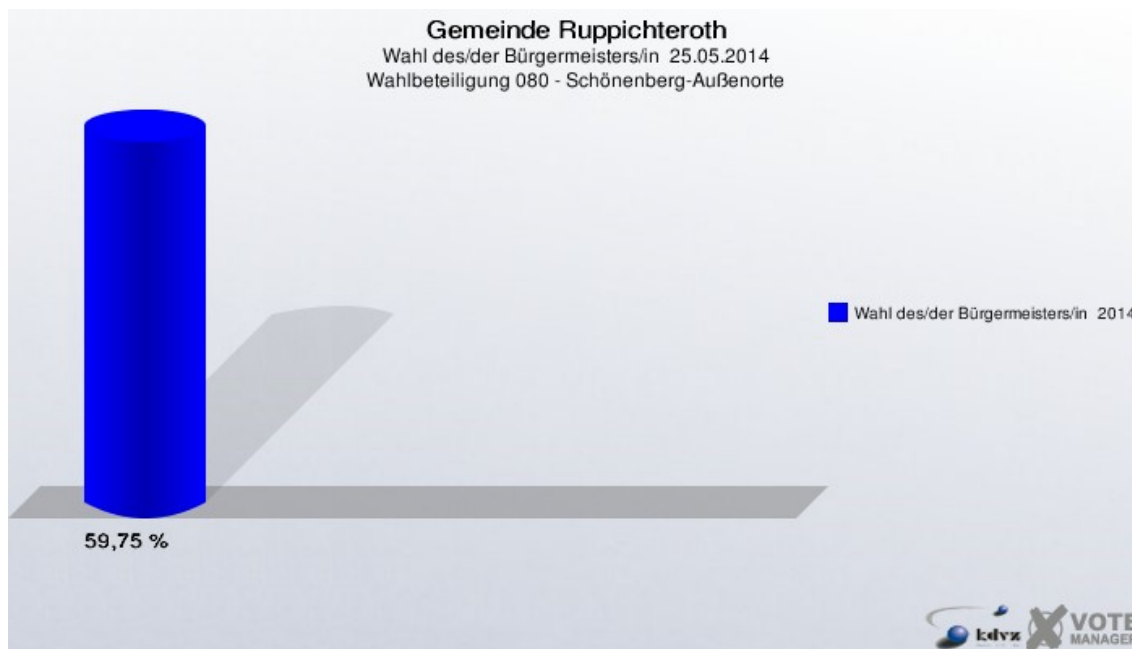 Gemeinde Ruppichteroth
Wahl des/der Bürgermeisters/in 25.05.2014
Wahlbeteiligung 080 - Schönenberg-Außenorte
Wahl des/der Bürgermeisters/in 2014
59,75 %
kdvz
VOTE
MANAGER